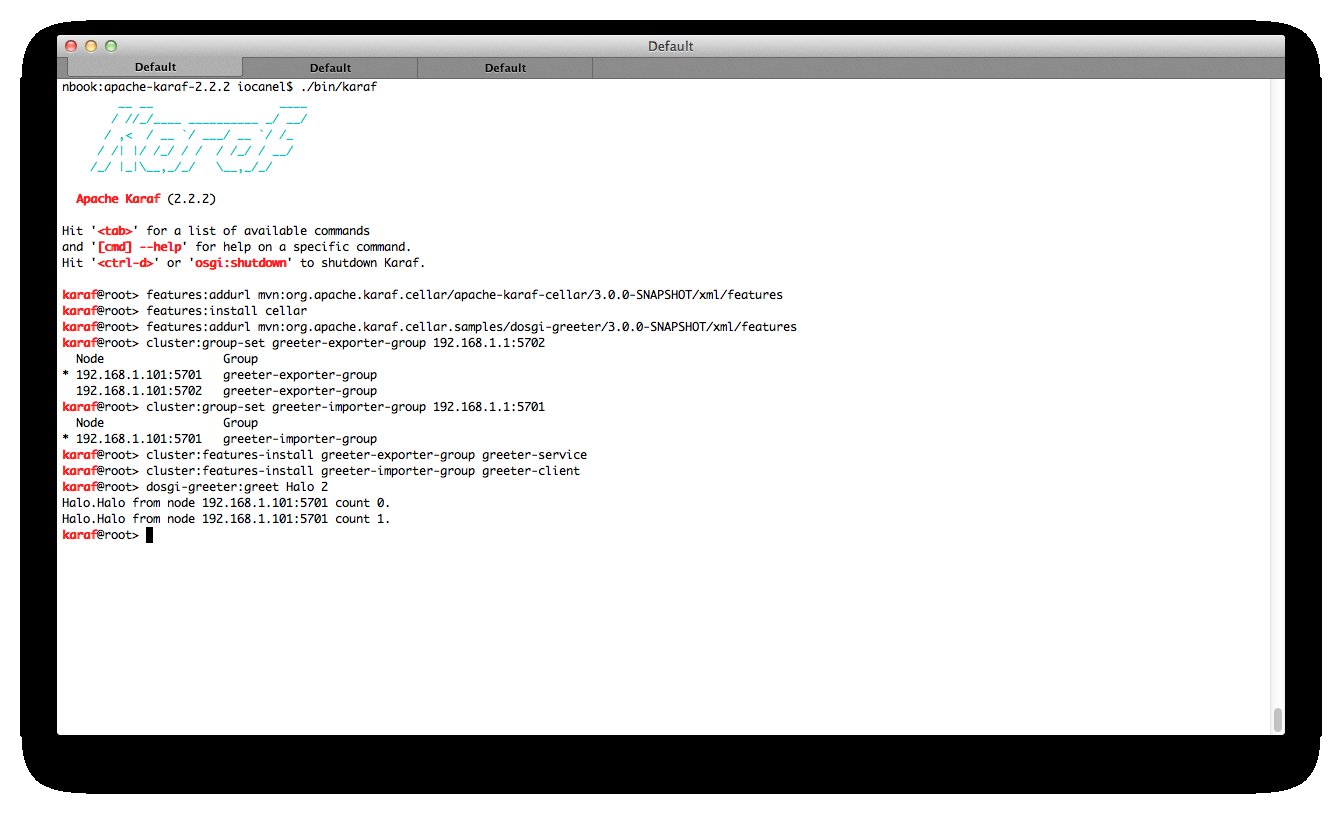 Default
Default Default Default
nbook:apache-karaf-2.2.2 iocanel$ ./bin/karaf
        __ __                  ____
       / //_/____ __________ _/ __/
      / ,<  / __ `/ ___/ __ `/ /_
     / /| |/ /_/ / /  / /_/ / __/
    /_/ |_|\__,_/_/   \__,_/_/
Apache Karaf (2.2.2)
Hit '<tab>' for a list of available commands
and '[cmd] --help' for help on a specific command.
Hit '<ctrl-d>' or 'osgi:shutdown' to shutdown Karaf.
karaf@root> features:addurl mvn:org.apache.karaf.cellar/apache-karaf-cellar/3.0.0-SNAPSHOT/xml/features
karaf@root> features:install cellar
karaf@root> features:addurl mvn:org.apache.karaf.cellar.samples/dosgi-greeter/3.0.0-SNAPSHOT/xml/features
karaf@root> cluster:group-set greeter-exporter-group 192.168.1.1:5702
  Node                 Group
* 192.168.1.101:5701   greeter-exporter-group
  192.168.1.101:5702   greeter-exporter-group
karaf@root> cluster:group-set greeter-importer-group 192.168.1.1:5701
  Node                 Group
* 192.168.1.101:5701   greeter-importer-group
karaf@root> cluster:features-install greeter-exporter-group greeter-service
karaf@root> cluster:features-install greeter-importer-group greeter-client
karaf@root> dosgi-greeter:greet Halo 2
Halo.Halo from node 192.168.1.101:5701 count 0.
Halo.Halo from node 192.168.1.101:5701 count 1.
karaf@root>